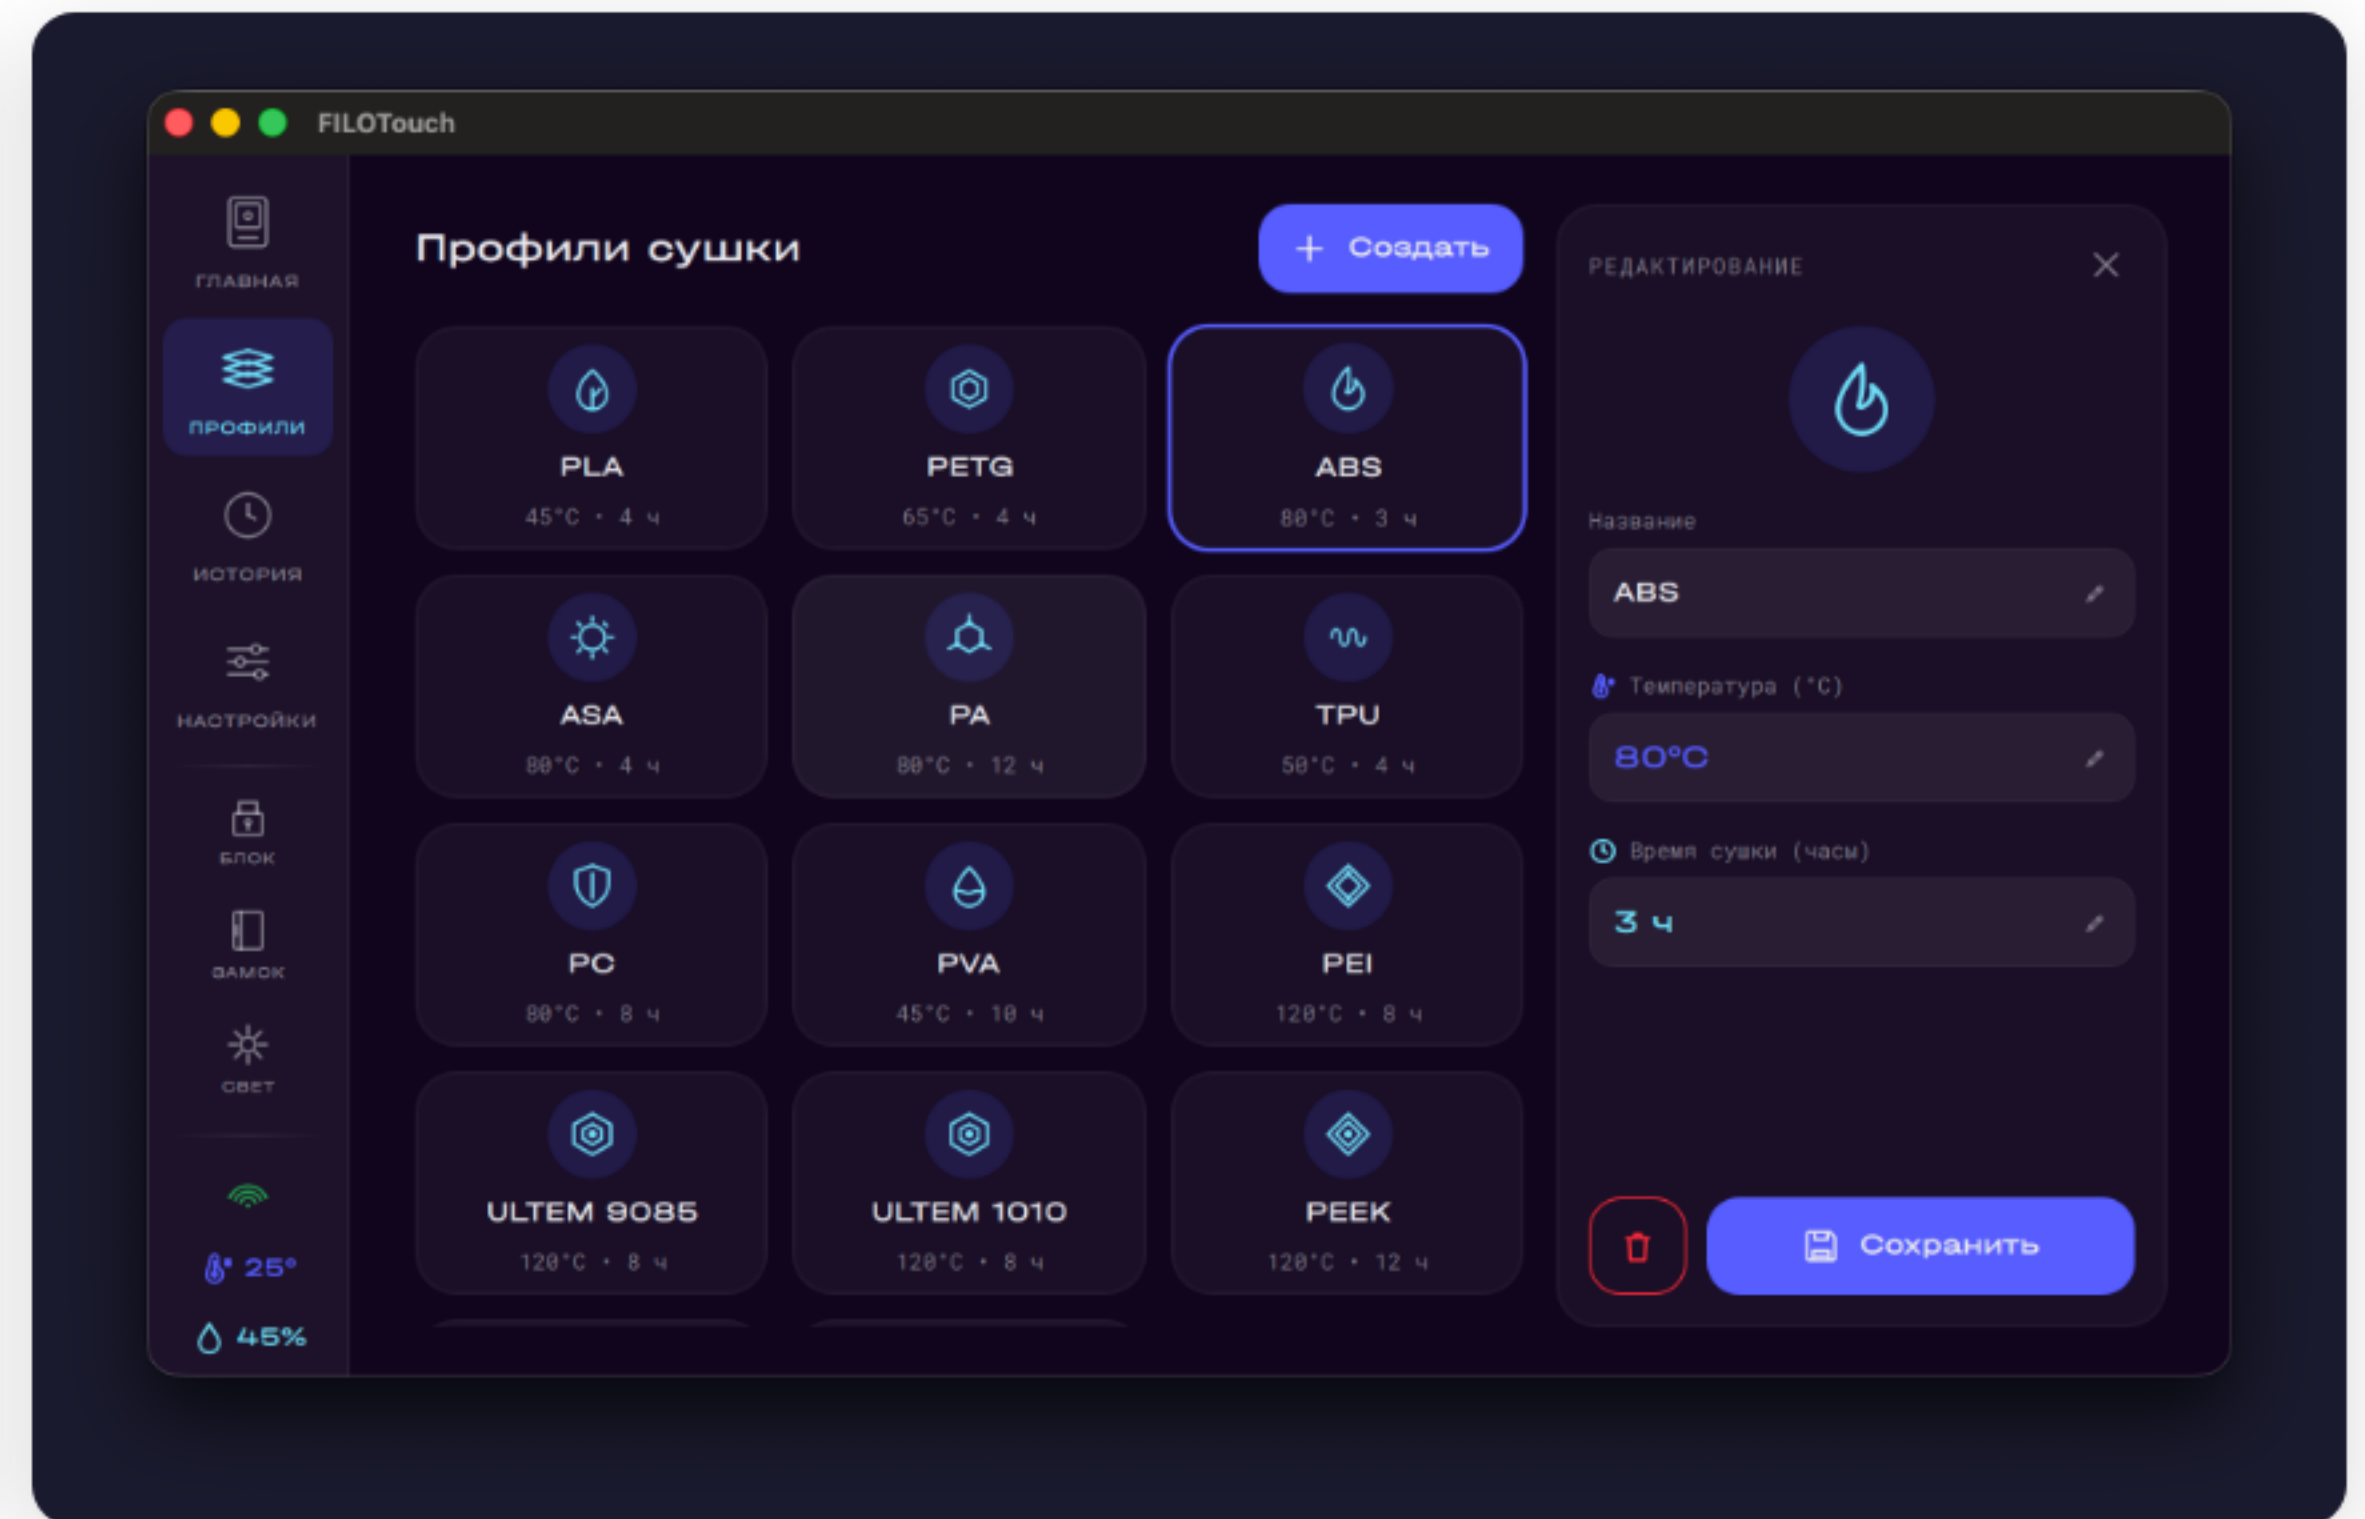 FILOTouch
ГЛАВНАЯ
ПРОФИЛИ
ИСТОРИЯ
НАСТРОЙКИ
БЛОК
ЗАМОК
СВЕТ
25°
45%
Профили сушки
+ Создать
PLA
45°C · 4 ч
PETG
65°C · 4 ч
ABS
80°C · 3 ч
ASA
80°C · 4 ч
PA
80°C · 12 ч
TPU
50°C · 4 ч
PC
80°C · 8 ч
PVA
45°C · 10 ч
PEI
120°C · 8 ч
ULTEM 9085
120°C · 8 ч
ULTEM 1010
120°C · 8 ч
PEEK
120°C · 12 ч
РЕДАКТИРОВАНИЕ
Название
ABS
Температура (°C)
80°C
Время сушки (часы)
3 ч
Сохранить